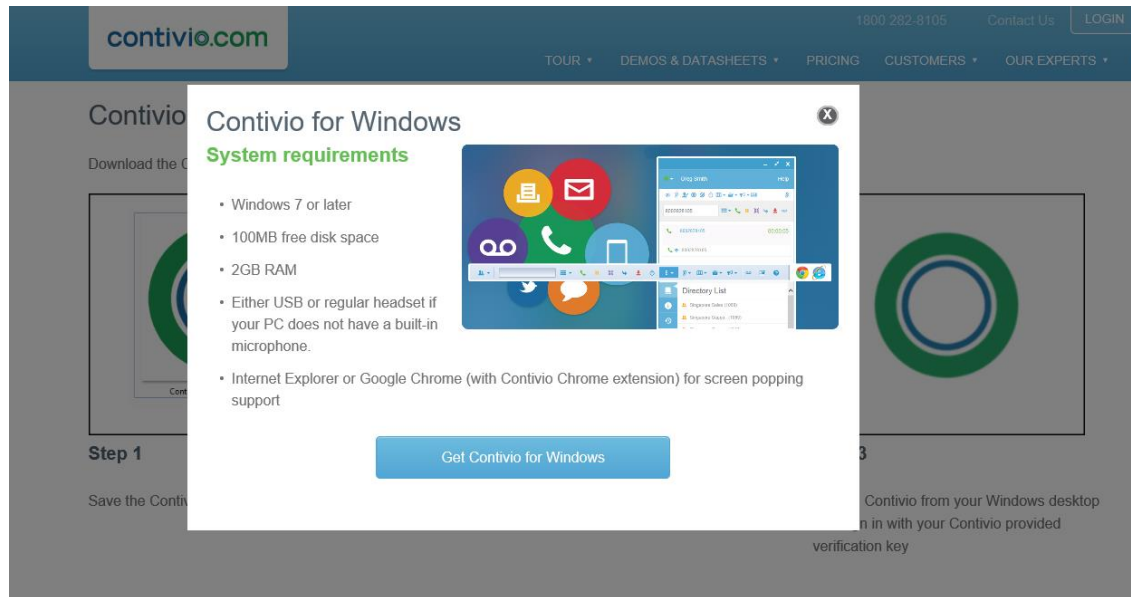 contivio.com
1800 282-8105 Contact Us LOGIN
TOUR DEMOS & DATASHEETS PRICING CUSTOMERS OUR EXPERTS
Contivio
Download the C
Contivio for Windows
System requirements
• Windows 7 or later
• 100MB free disk space
• 2GB RAM
• Either USB or regular headset if
your PC does not have a built-in
microphone.
• Internet Explorer or Google Chrome (with Contivio Chrome extension) for screen popping
support
Greg Smith Help
Directory List
Get Contivio for Windows
Cont
Step 1
3
Save the Contiv
Contivio from your Windows desktop
n in with your Contivio provided
verification key